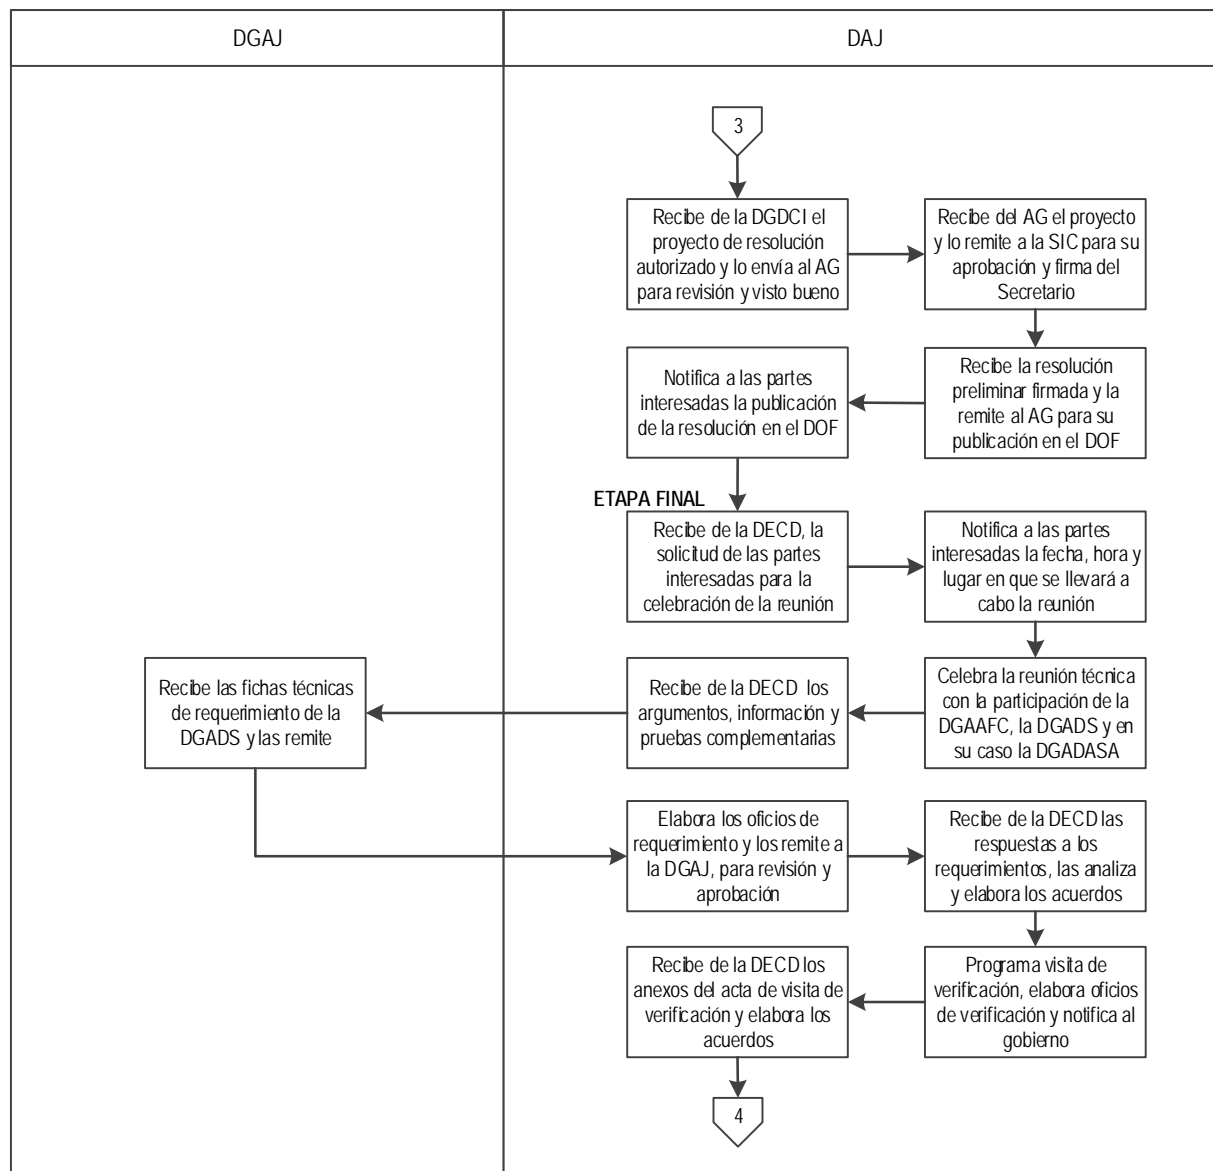 DGAJ
DAJ
3
Recibe de la DGDCI el
proyecto de resolución
autorizado y lo envía al AG
para revisión y visto bueno
Recibe del AG el proyecto
y lo remite a la SIC para su
aprobación y firma del
Secretario
Notifica a las partes
interesadas la publicación
de la resolución en el DOF
Recibe la resolución
preliminar firmada y la
remite al AG para su
publicación en el DOF
ETAPA FINAL
Recibe de la DECD, la
solicitud de las partes
interesadas para la
celebración de la reunión
Notifica a las partes
interesadas la fecha, hora y
lugar en que se llevará a
cabo la reunión
Recibe las fichas técnicas
de requerimiento de la
DGADS y las remite
Recibe de la DECD los
argumentos, información y
pruebas complementarias
Celebra la reunión técnica
con la participación de la
DGAAFC, la DGADS y en
su caso la DGADASA
Elabora los oficios de
requerimiento y los remite a
la DGAJ, para revisión y
aprobación
Recibe de la DECD las
respuestas a los
requerimientos, las analiza
y elabora los acuerdos
Recibe de la DECD los
anexos del acta de visita de
verificación y elabora los
acuerdos
Programa visita de
verificación, elabora oficios
de verificación y notifica al
gobierno
4